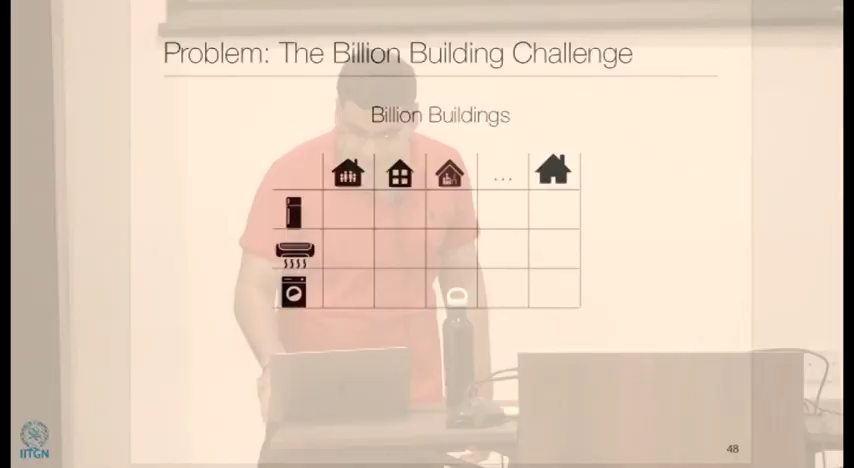 Problem: The Billion Building Challenge
Billion Buildings
...
48
IITGN